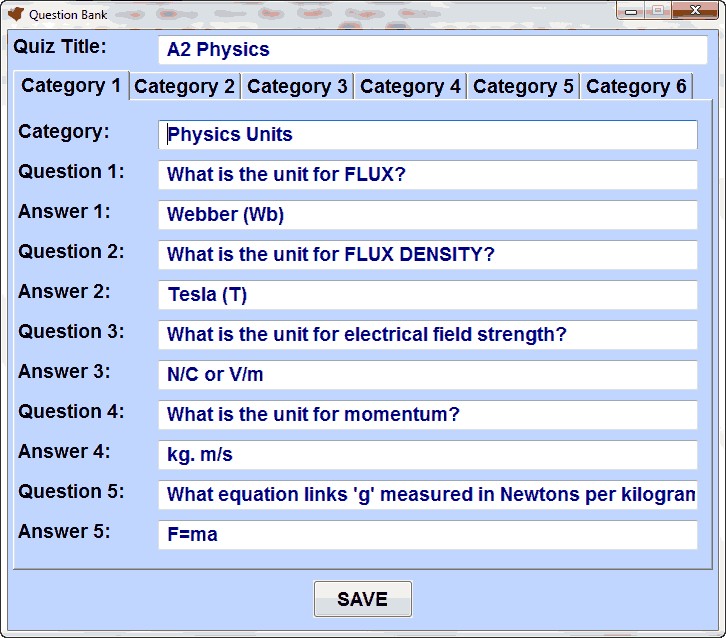 Question Bank
Quiz Title: A2 Physics
Category 1 Category 2 Category 3 Category 4 Category 5 Category 6
Category: Physics Units
Question 1: What is the unit for FLUX?
Answer 1: Webber (Wb)
Question 2: What is the unit for FLUX DENSITY?
Answer 2: Tesla (T)
Question 3: What is the unit for electrical field strength?
Answer 3: N/C or V/m
Question 4: What is the unit for momentum?
Answer 4: kg. m/s
Question 5: What equation links 'g' measured in Newtons per kilogram
Answer 5: F=ma
SAVE